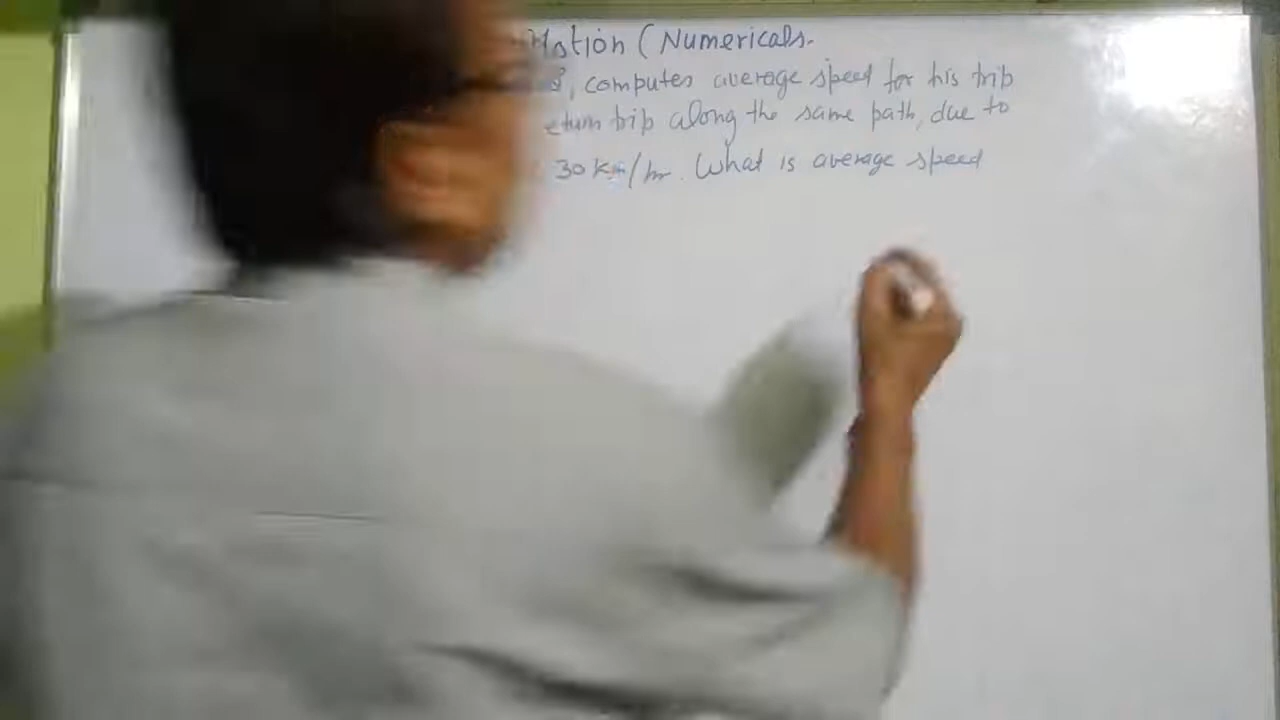 Motion (Numericals.
computes average speed for his trip
trip along the same path, due to
30 km/hr. What is average speed